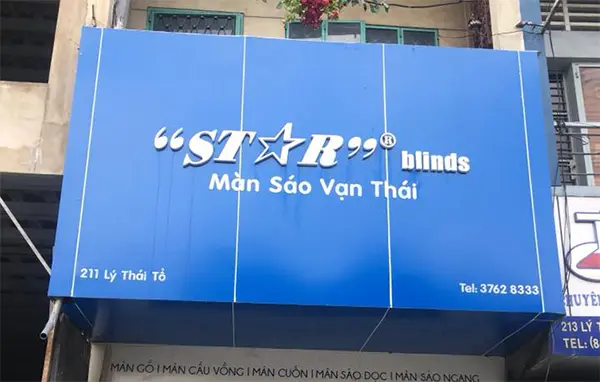 “ST☆R”® blinds
Màn Sáo Vạn Thái
211 Lý Thái Tổ
Tel: 3762 8333
MÀN GỖ I MÀN CẦU VỒNG I MÀN CUỐN I MÀN SÁO DỌC I MÀN SÁO NGANG
213 LÝ T
TEL: (8